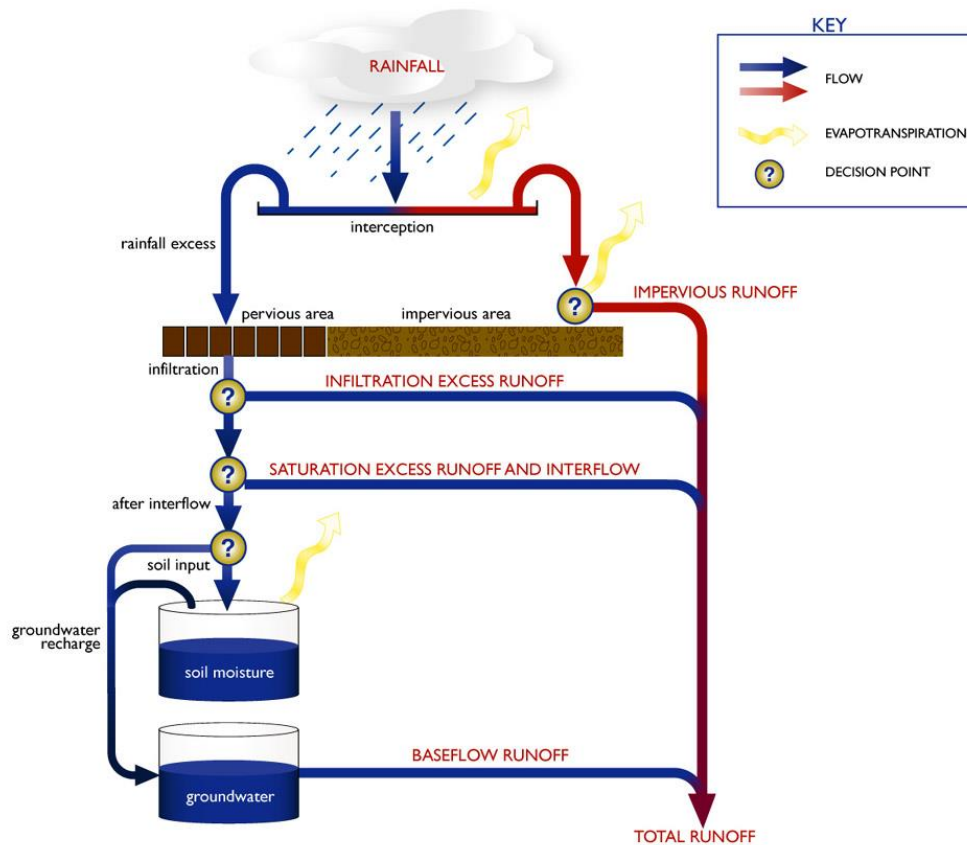 KEY
RAINFALL
FLOW
EVAPOTRANSPIRATION
?
DECISION POINT
interception
rainfall excess
?
IMPERVIOUS RUNOFF
pervious area
impervious area
infiltration
INFILTRATION EXCESS RUNOFF
?
SATURATION EXCESS RUNOFF AND INTERFLOW
?
after interflow
?
soil input
groundwater
recharge
soil moisture
BASEFLOW RUNOFF
groundwater
TOTAL RUNOFF